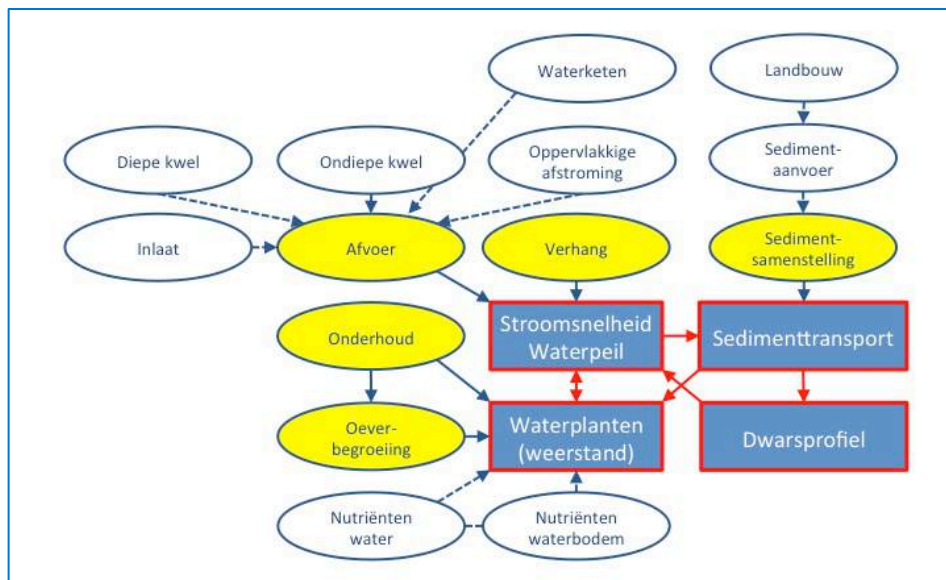 Waterketen
Landbouw
Diepe kwel
Ondiepe kwel
Oppervlakkige
afstroming
Sediment-
aanvoer
Inlaat
Afvoer
Verhang
Sediment-
samenstelling
Stroomsnelheid
Waterpeil
Sedimenttransport
Onderhoud
Oever-
begroeiing
Waterplanten
(weerstand)
Dwarsprofiel
Nutriënten
water
Nutriënten
waterbodem